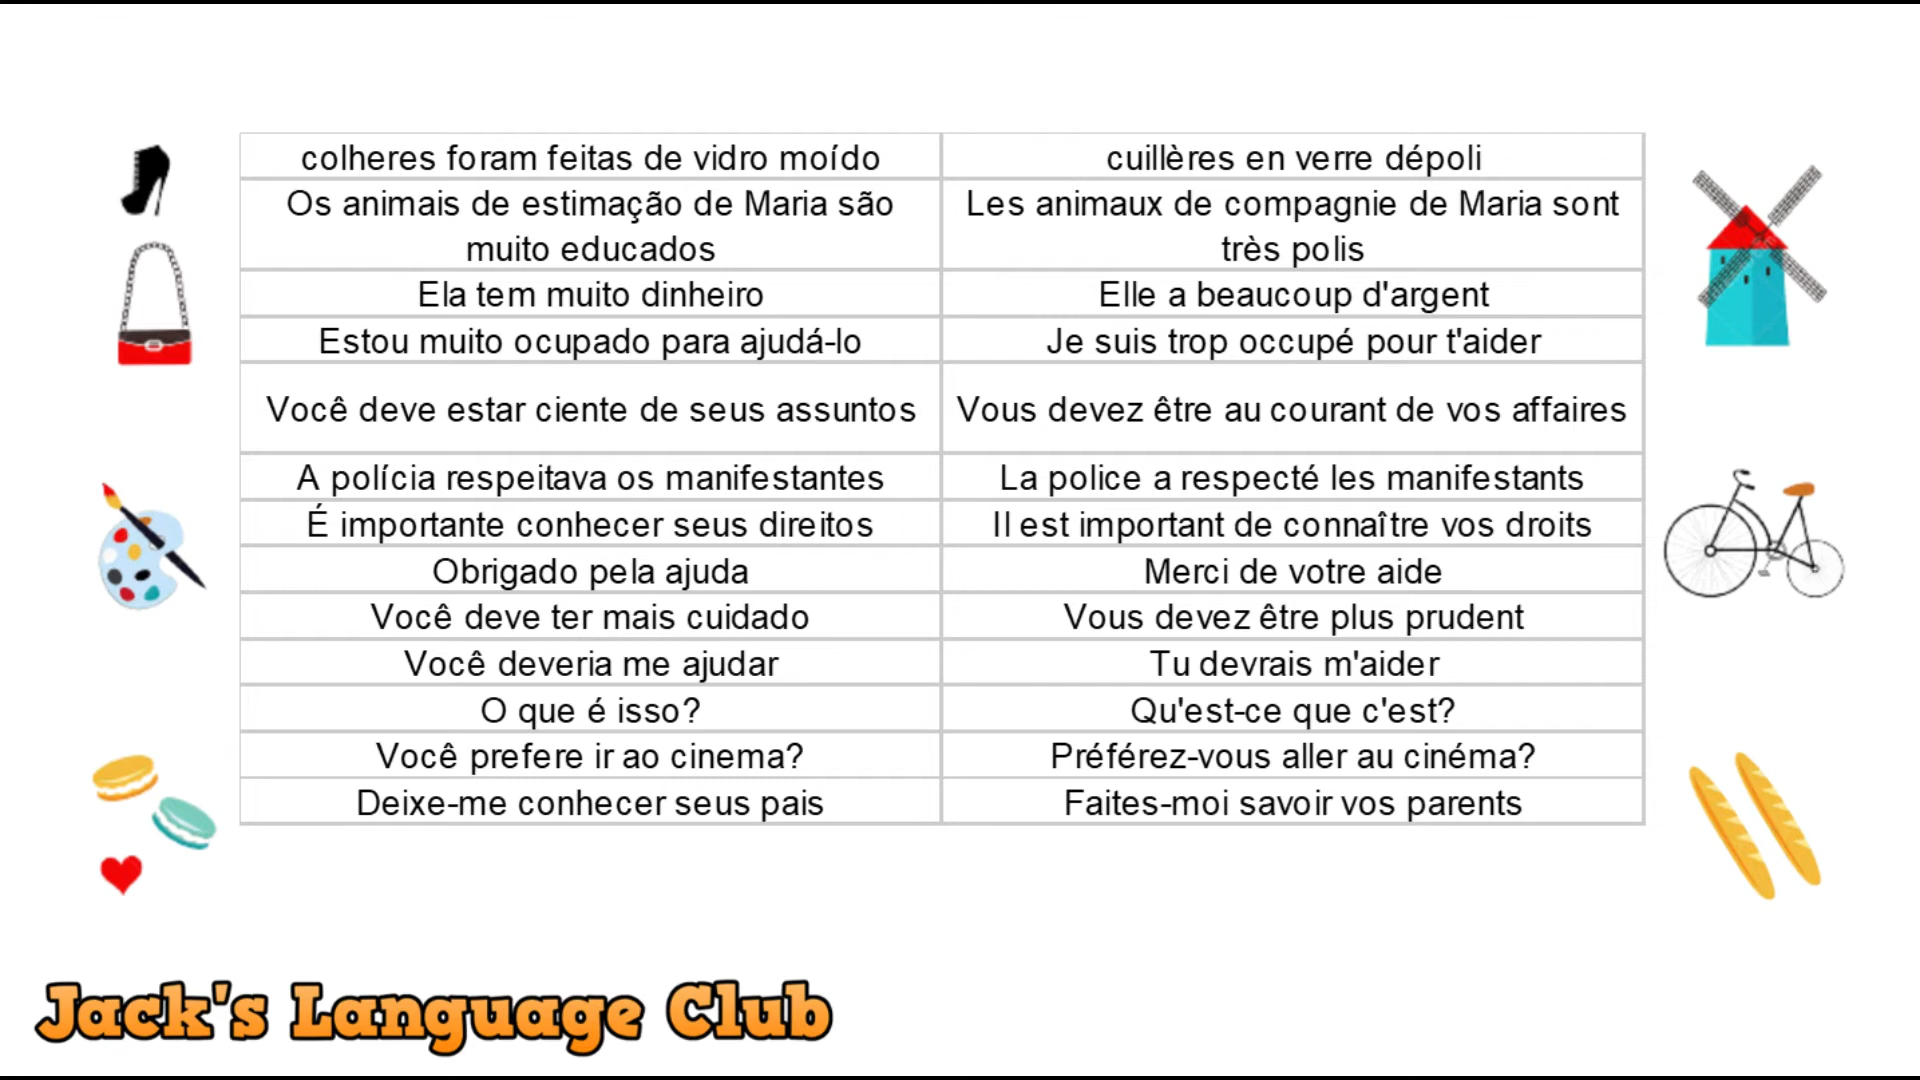 colheres foram feitas de vidro moído
cuillères en verre dépoli
Os animais de estimação de Maria são
muito educados
Les animaux de compagnie de Maria sont
très polis
Ela tem muito dinheiro
Elle a beaucoup d'argent
Estou muito ocupado para ajudá-lo
Je suis trop occupé pour t'aider
Você deve estar ciente de seus assuntos
Vous devez être au courant de vos affaires
A polícia respeitava os manifestantes
La police a respecté les manifestants
É importante conhecer seus direitos
Il est important de connaître vos droits
Obrigado pela ajuda
Merci de votre aide
Você deve ter mais cuidado
Vous devez être plus prudent
Você deveria me ajudar
Tu devrais m'aider
O que é isso?
Qu'est-ce que c'est?
Você prefere ir ao cinema?
Préférez-vous aller au cinéma?
Deixe-me conhecer seus pais
Faites-moi savoir vos parents
Jack's Language Club